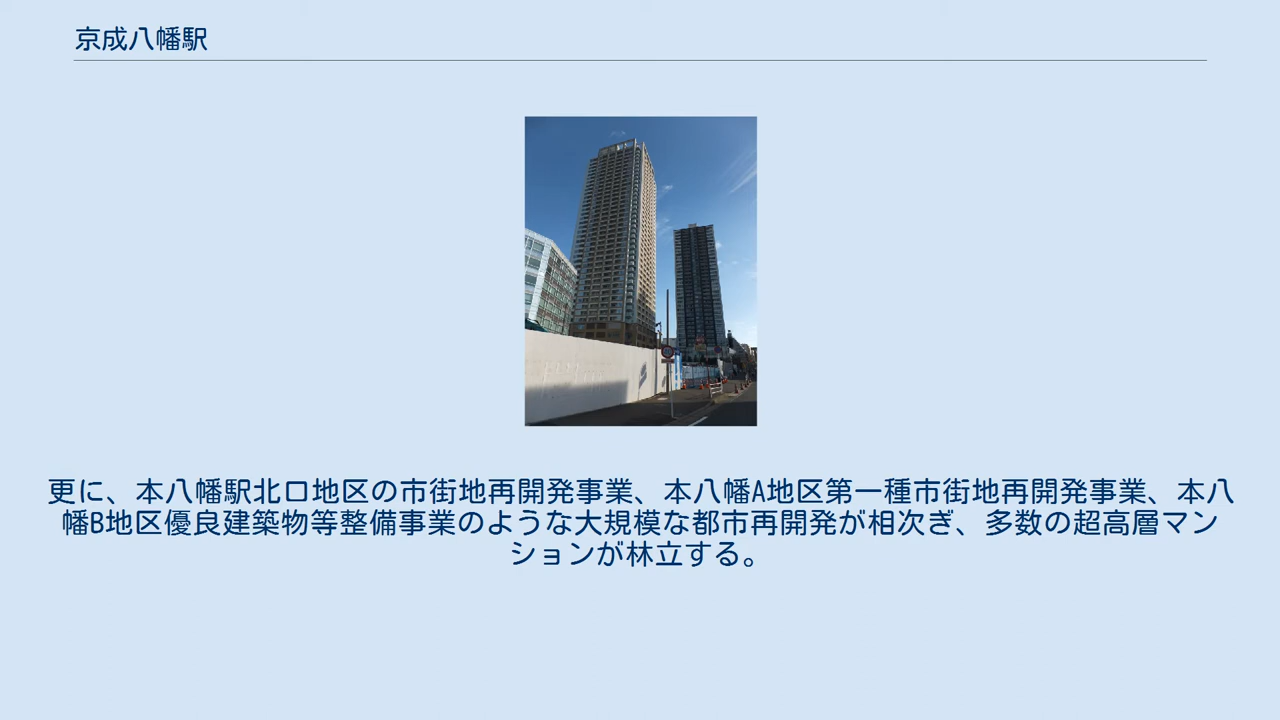 京成八幡駅
更に、本八幡駅北口地区の市街地再開発事業、本八幡A地区第一種市街地再開発事業、本八
幡B地区優良建築物等整備事業のような大規模な都市再開発が相次ぎ、多数の超高層マン
ションが林立する。